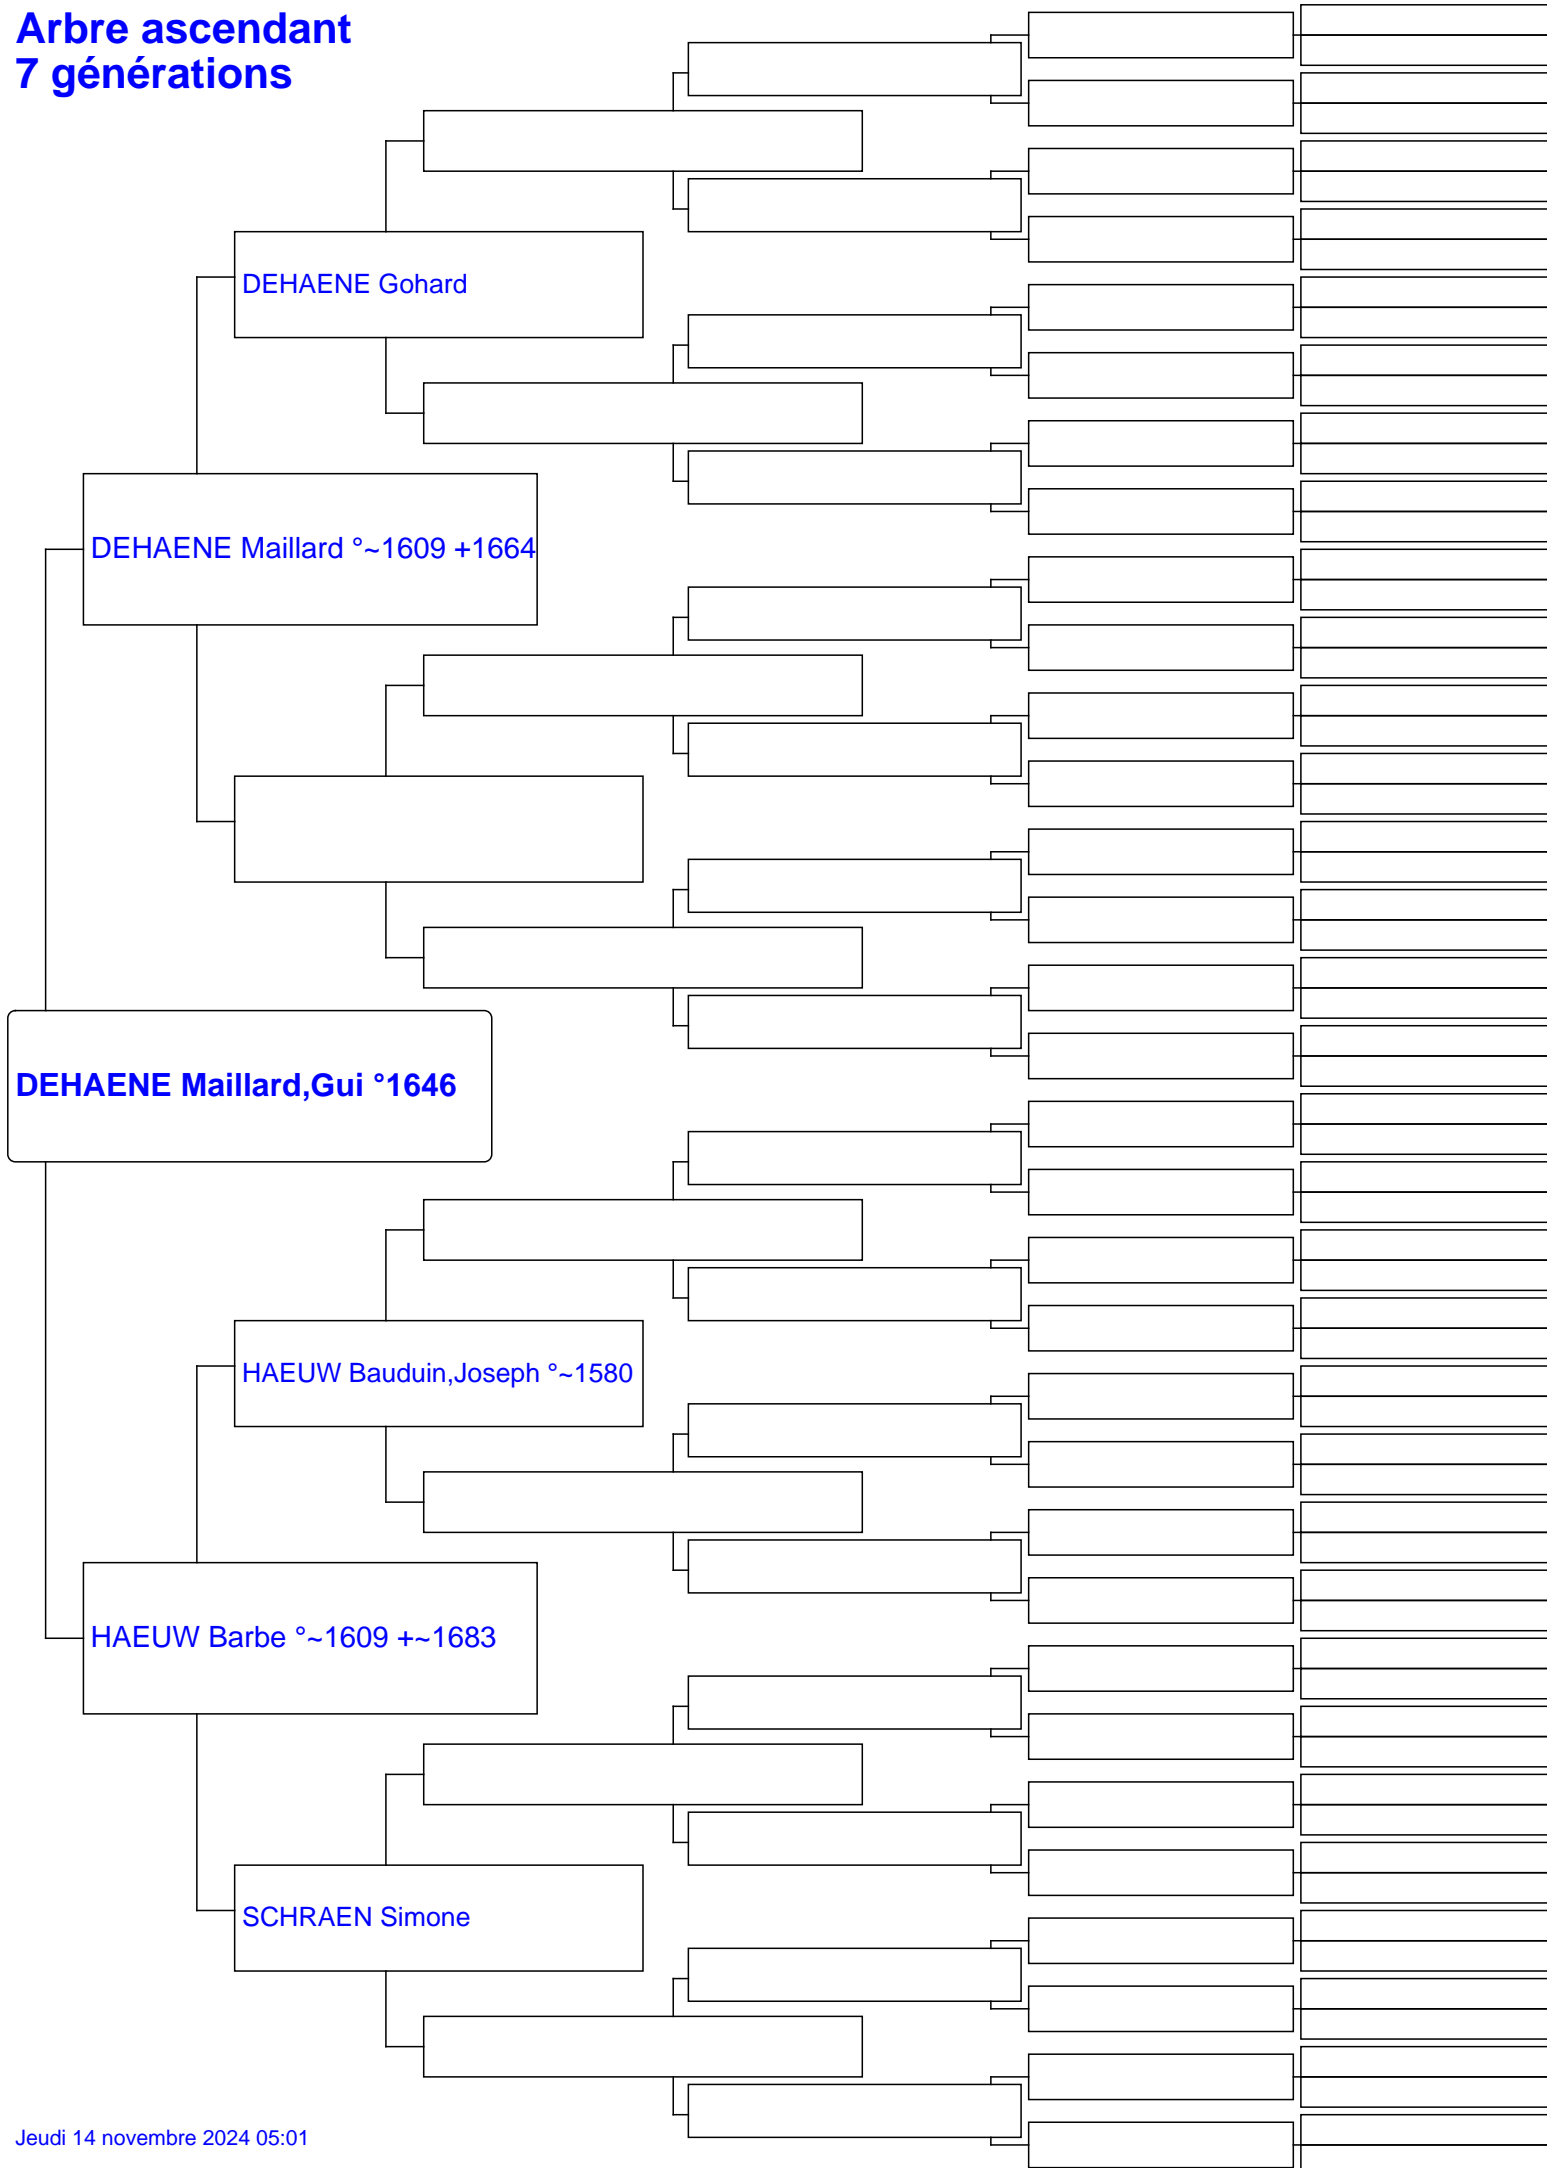 Arbre ascendant
7 générations
DEHAENE Gohard
DEHAENE Maillard °~1609 +1664
DEHAENE Maillard,Gui °1646
HAEUW Bauduin,Joseph °~1580
HAEUW Barbe °~1609 +~1683
SCHRAEN Simone
Jeudi 14 novembre 2024 05:01